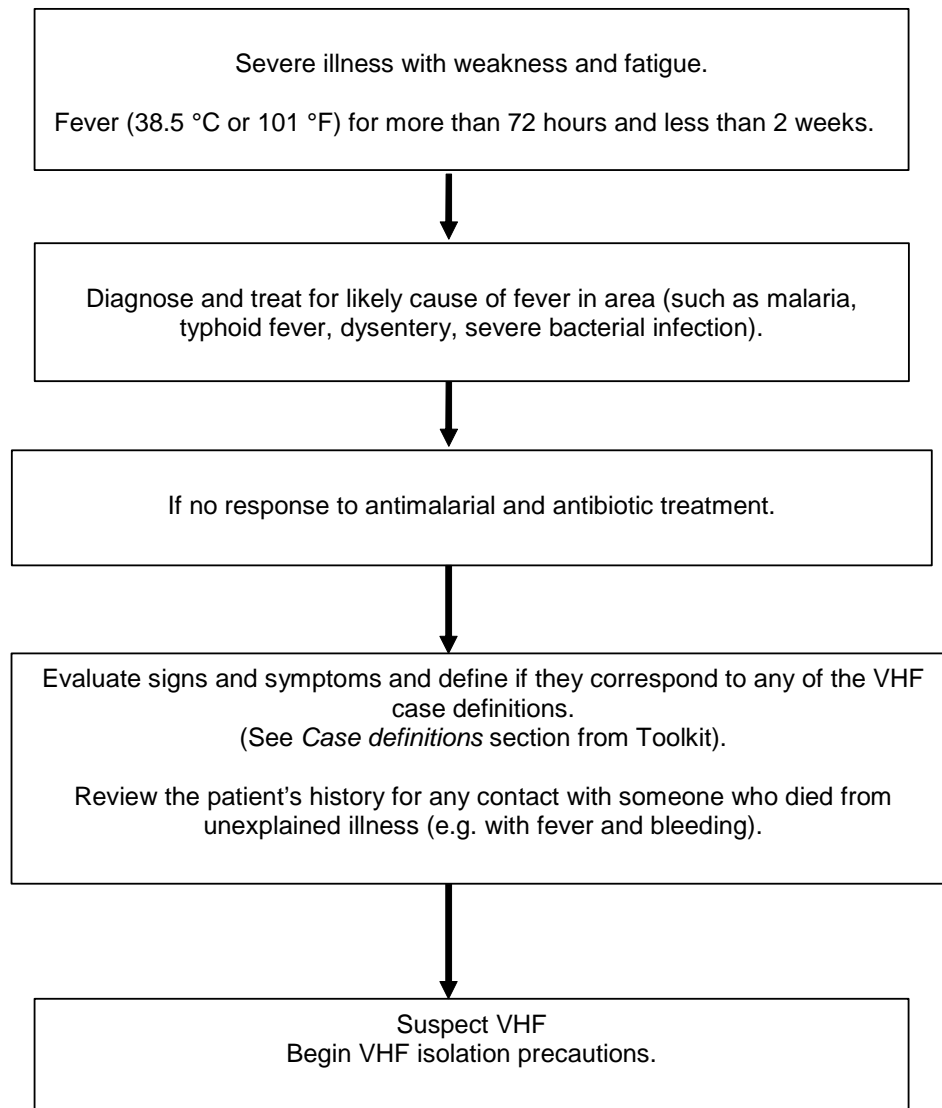 Severe illness with weakness and fatigue.
Fever (38.5 °C or 101 °F) for more than 72 hours and less than 2 weeks.
Diagnose and treat for likely cause of fever in area (such as malaria,
typhoid fever, dysentery, severe bacterial infection).
If no response to antimalarial and antibiotic treatment.
Evaluate signs and symptoms and define if they correspond to any of the VHF
case definitions.
(See Case definitions section from Toolkit).
Review the patient’s history for any contact with someone who died from
unexplained illness (e.g. with fever and bleeding).
Suspect VHF
Begin VHF isolation precautions.